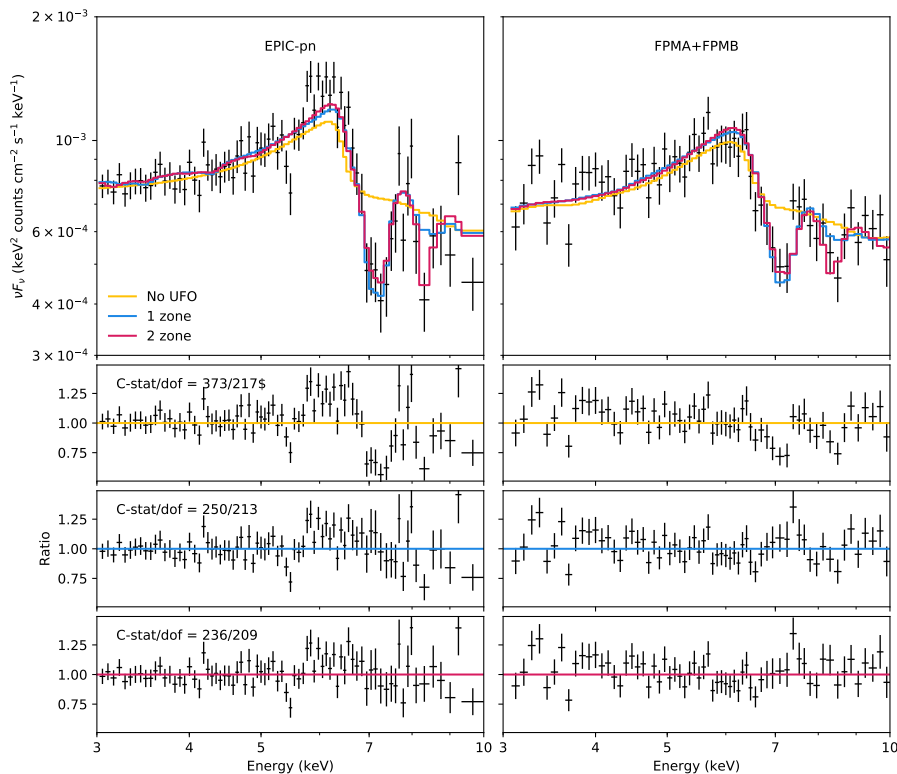 EPIC-pn
FPMA+FPMB
2 × 10⁻³
10⁻³
6 × 10⁻⁴
4 × 10⁻⁴
3 × 10⁻⁴
νFᵥ (keV² counts cm⁻² s⁻¹ keV⁻¹)
No UFO
1 zone
2 zone
C-stat/dof = 373/217$
1.25
1.00
0.75
C-stat/dof = 250/213
1.25
1.00
0.75
Ratio
C-stat/dof = 236/209
1.25
1.00
0.75
3 5 7 10
3 4 5 7 10
Energy (keV)
Energy (keV)